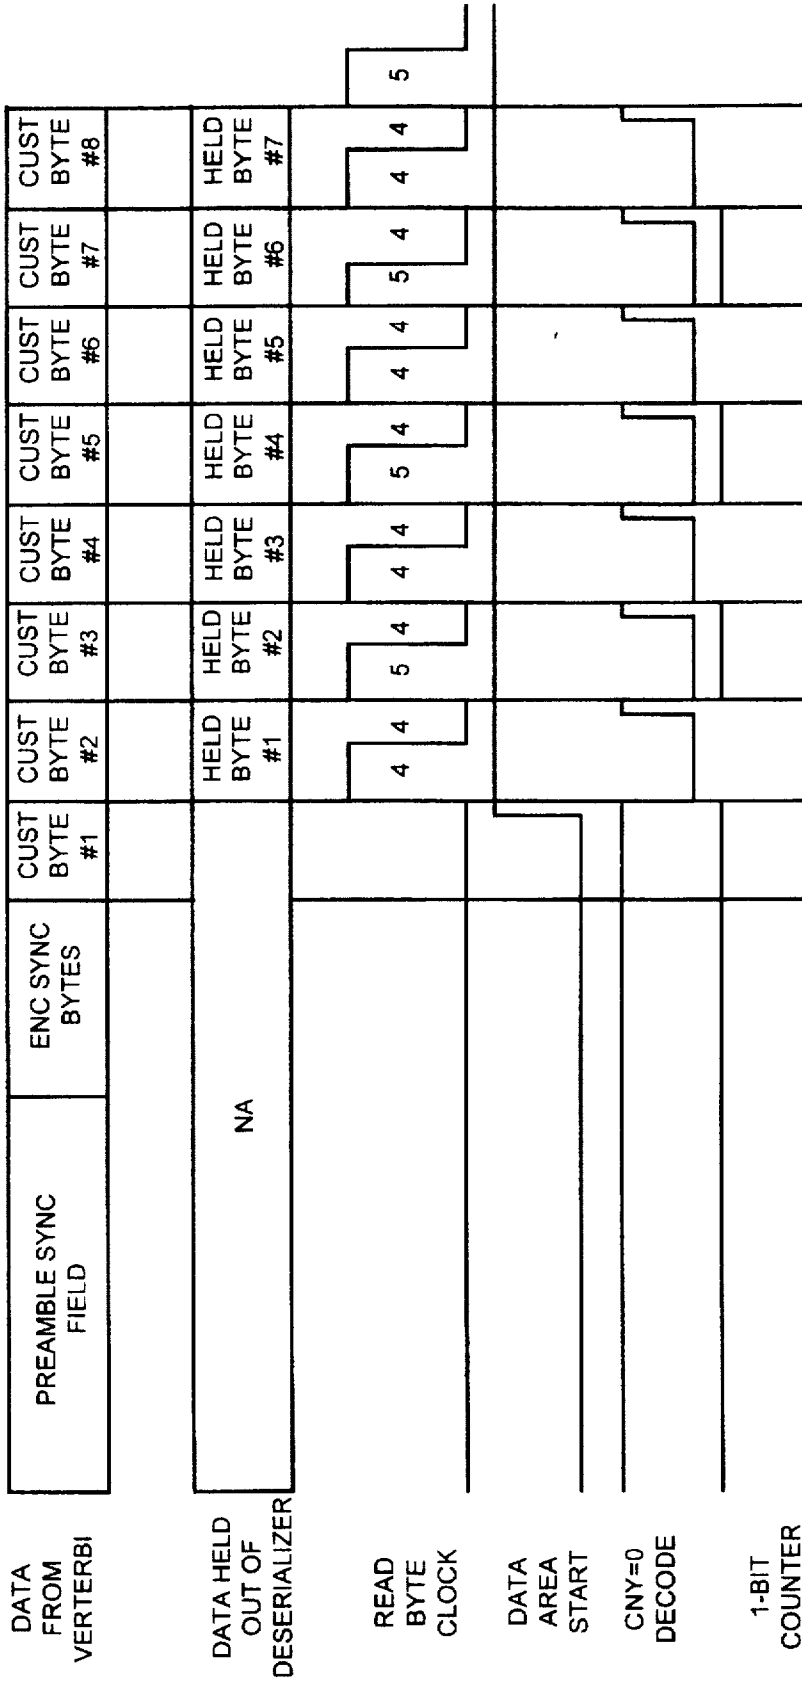 DATA
FROM
VERTERBI
PREAMBLE SYNC
FIELD
ENC SYNC
BYTES
CUST
BYTE
#1
CUST
BYTE
#2
CUST
BYTE
#3
CUST
BYTE
#4
CUST
BYTE
#5
CUST
BYTE
#6
CUST
BYTE
#7
CUST
BYTE
#8
DATA HELD
OUT OF
DESERIALIZER
NA
HELD
BYTE
#1
HELD
BYTE
#2
HELD
BYTE
#3
HELD
BYTE
#4
HELD
BYTE
#5
HELD
BYTE
#6
HELD
BYTE
#7
READ
BYTE
CLOCK
4 4 5 4 4 4 5 4 4 4 5 4 4 4 5
DATA
AREA
START
CNY=0
DECODE
1-BIT
COUNTER